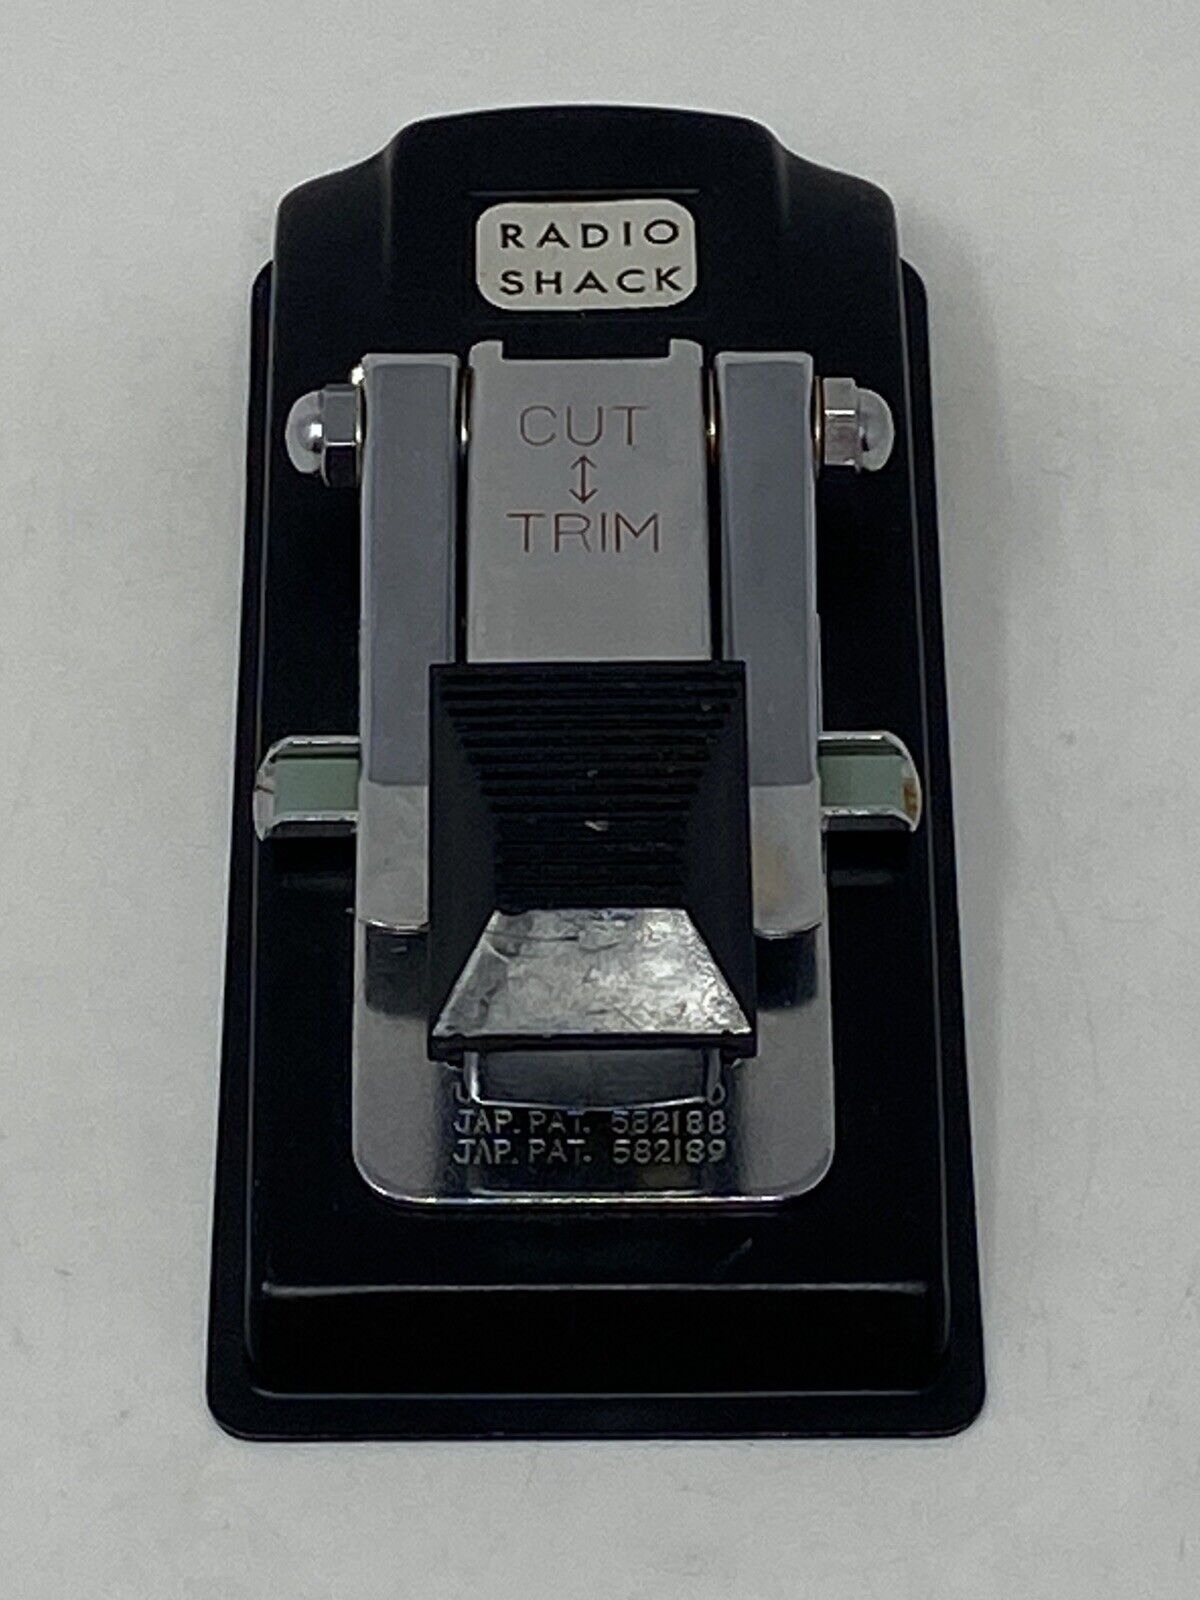 RADIO
SHACK
CUT
↕
TRIM
JAP. PAT. 582188
JAP. PAT. 582189